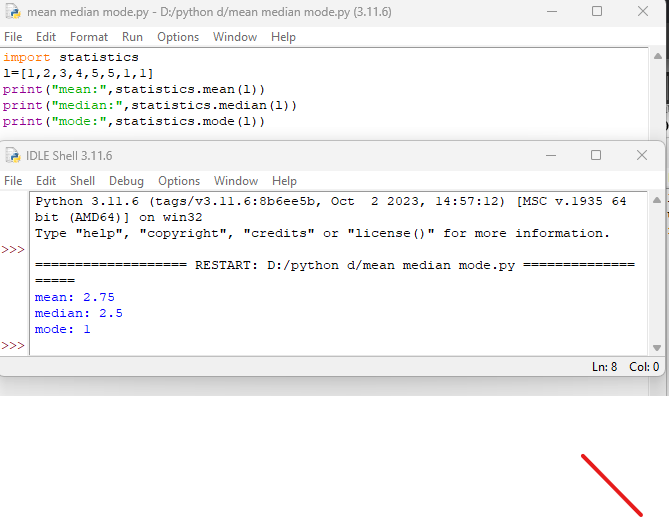 mean median mode.py - D:/python d/mean median mode.py (3.11.6)
File Edit Format Run Options Window Help
import statistics
l=[1,2,3,4,5,5,1,1]
print("mean:",statistics.mean(l))
print("median:",statistics.median(l))
print("mode:",statistics.mode(l))
IDLE Shell 3.11.6
File Edit Shell Debug Options Window Help
Python 3.11.6 (tags/v3.11.6:8b6ee5b, Oct  2 2023, 14:57:12) [MSC v.1935 64
bit (AMD64)] on win32
Type "help", "copyright", "credits" or "license()" for more information.
>>>
=================== RESTART: D:/python d/mean median mode.py ==============
=====
mean: 2.75
median: 2.5
mode: 1
>>>
Ln: 8 Col: 0